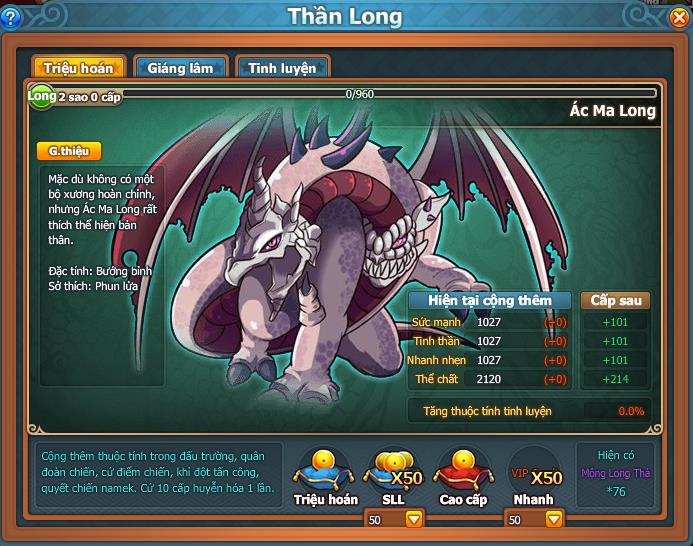 Thần Long
Triệu hoán
Giáng lâm
Tinh luyện
Long 2 sao 0 cấp
0/960
Ác Ma Long
G.thiệu
Mặc dù không có một
bộ xương hoàn chỉnh,
nhưng Ác Ma Long rất
thích thể hiện bản
thân.
Đặc tính: Bướng bỉnh
Sở thích: Phun lửa
Hiện tại cộng thêm Cấp sau
Sức mạnh 1027 (+0) +101
Tinh thần 1027 (+0) +101
Nhanh nhẹn 1027 (+0) +101
Thể chất 2120 (+0) +214
Tăng thuộc tính tinh luyện 0.0%
Cộng thêm thuộc tính trong đấu trường, quân
đoàn chiến, cứ điểm chiến, khi đột tấn công,
quyết chiến namek. Cứ 10 cấp huyễn hóa 1 lần.
X50
VIP X50
Triệu hoán
SLL
Cao cấp
Nhanh
50
50
Hiện có
Mộng Long Thà
*76